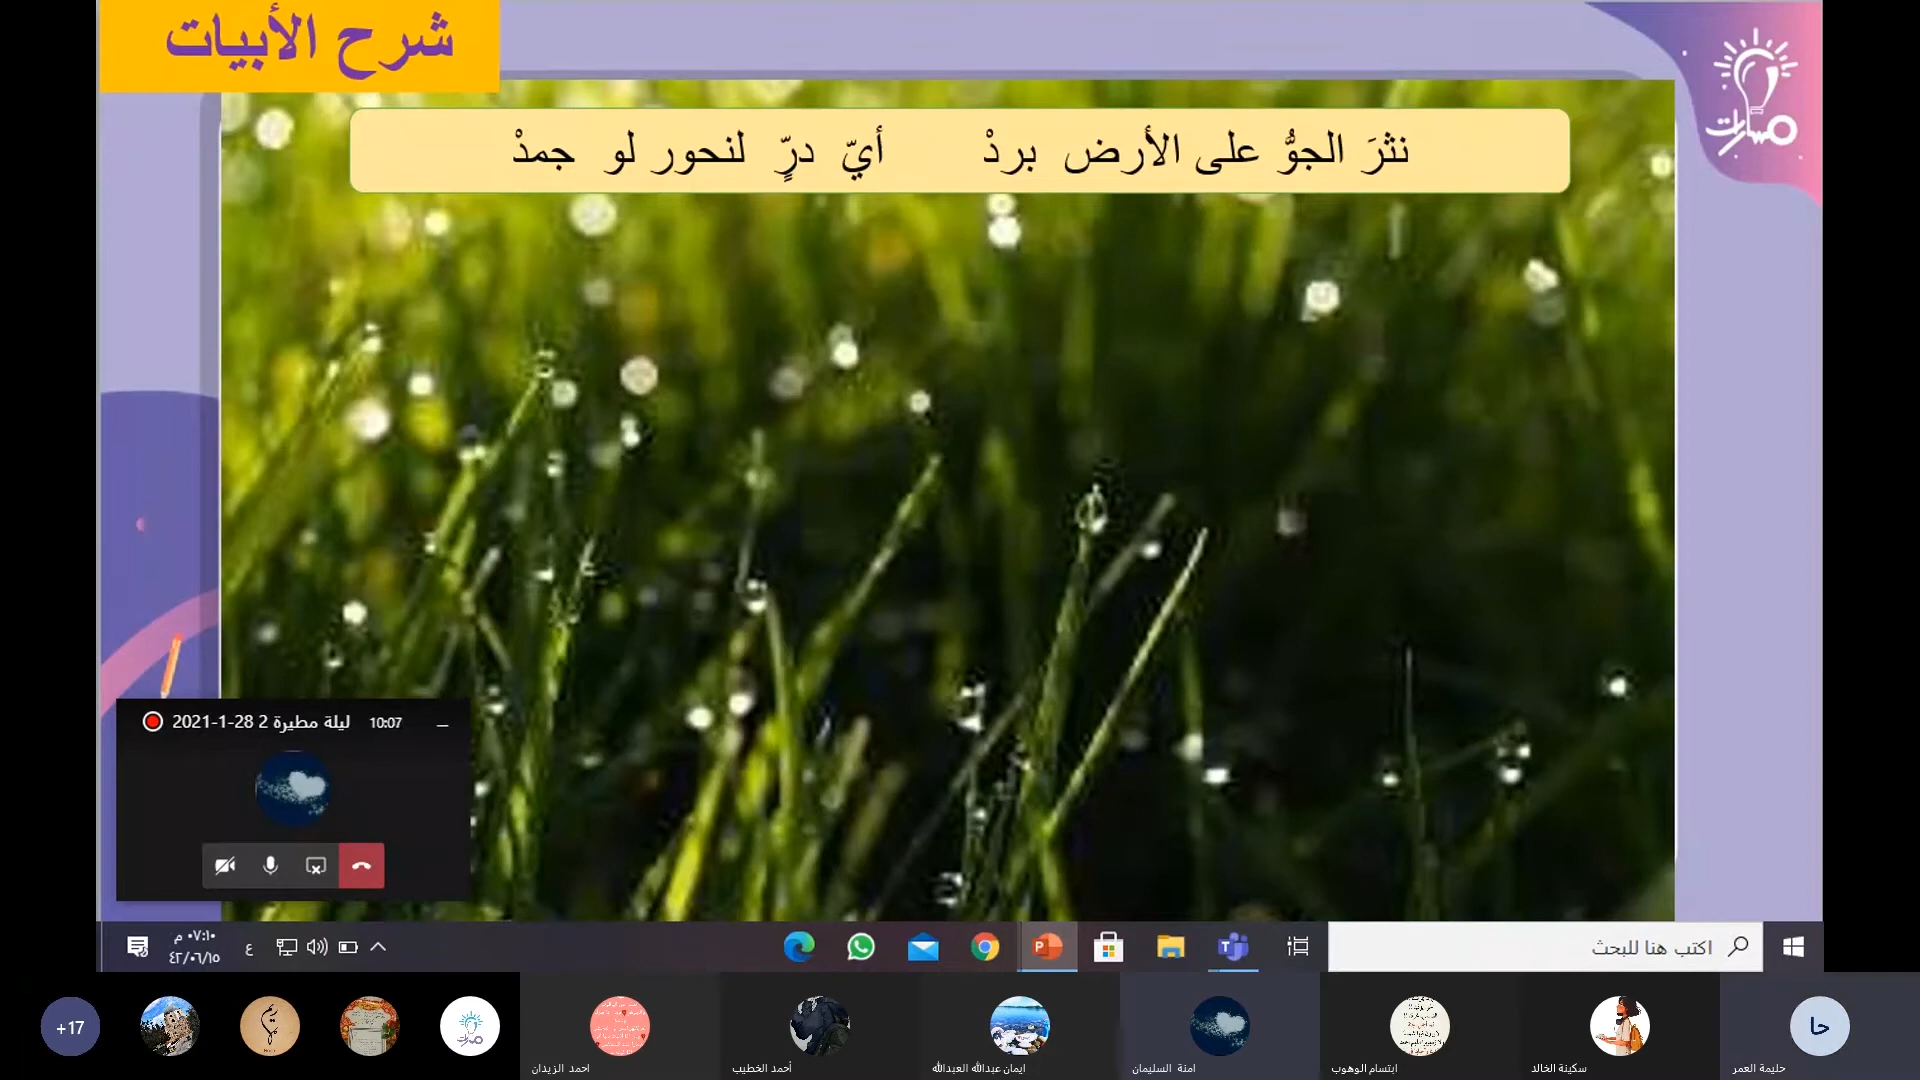 شرح الأبيات
مسارات
نثرَ الجوُّ على الأرض بردْ أيّ درٍّ لنحور لو جمدْ
ليلة مطيرة 2 28-1-2021 10:07
اكتب هنا للبحث
ع
٠٧:١٠ م
٤٢/٠٦/١٥
حا
حليمة العمر
سكينة الخالد
ابتسام الوهوب
امنة السليمان
ايمان عبدالله العبدالله
أحمد الخطيب
احمد الزيدان
مسارات
ريم
+17